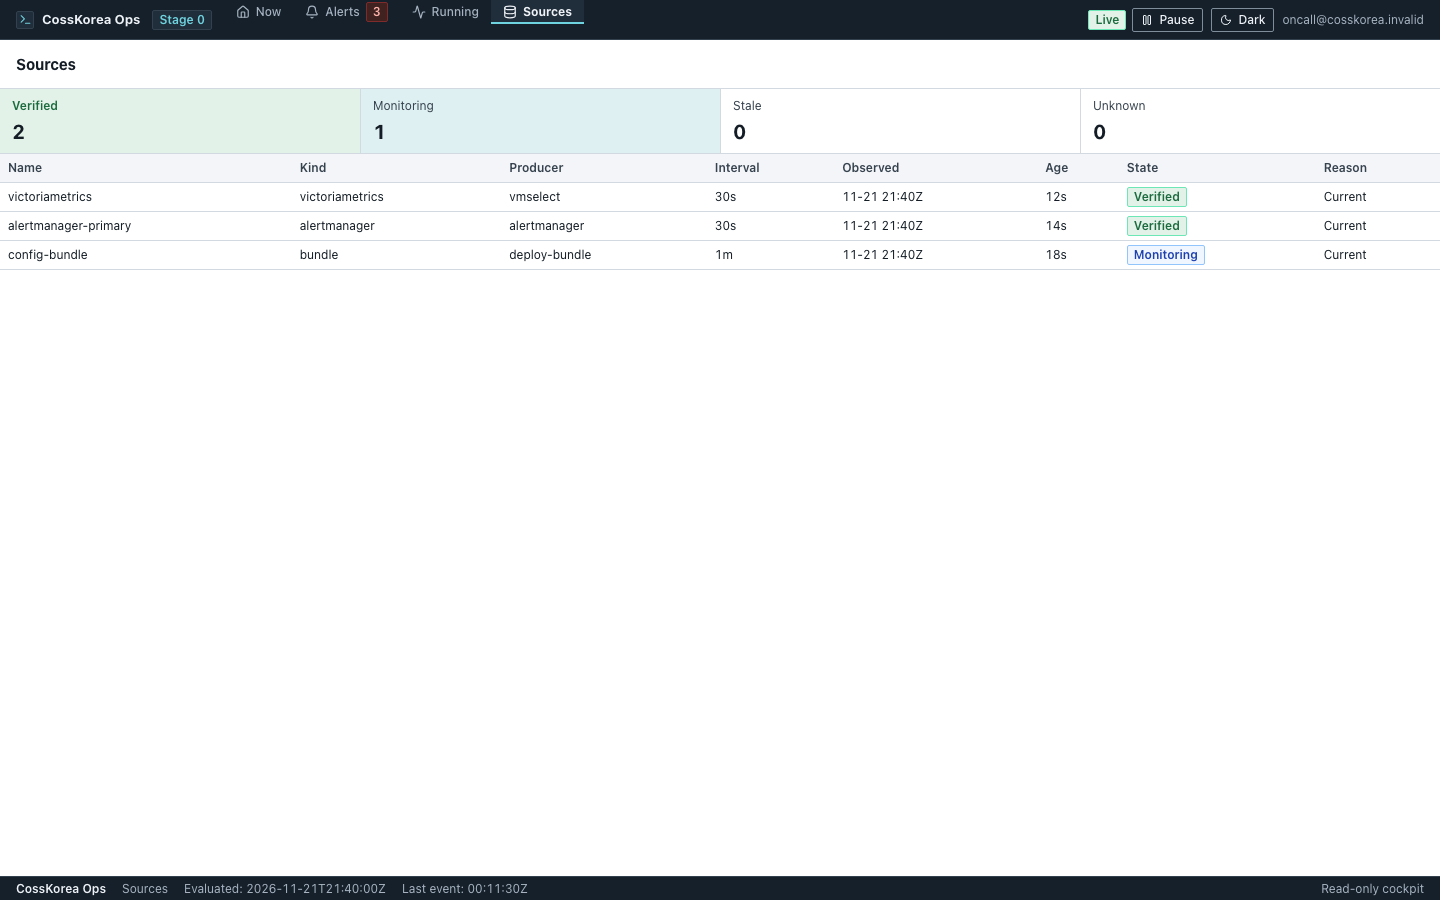 CossKorea Ops Stage 0 Now Alerts 3 Running Sources Live Pause Dark oncall@cosskorea.invalid
Sources
Verified Monitoring Stale Unknown
2 1 0 0
Name Kind Producer Interval Observed Age State Reason
victoriametrics victoriametrics vmselect 30s 11-21 21:40Z 12s Verified Current
alertmanager-primary alertmanager alertmanager 30s 11-21 21:40Z 14s Verified Current
config-bundle bundle deploy-bundle 1m 11-21 21:40Z 18s Monitoring Current
CossKorea Ops Sources Evaluated: 2026-11-21T21:40:00Z Last event: 00:11:30Z Read-only cockpit